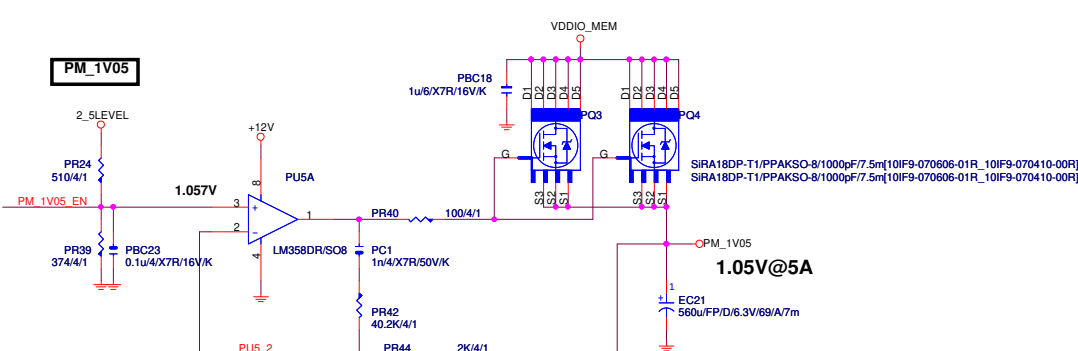 VDDIO_MEM
PM_1V05
PBC18
1u/6/X7R/16V/K
D1
D2
D3
D4
D5
D1
D2
D3
D4
D5
2_5LEVEL
+12V
PQ3
PQ4
G
G
PR24
510/4/1
8
PU5A
SiRA18DP-T1/PPAKSO-8/1000pF/7.5m[10IF9-070606-01R_10IF9-070410-00R]
SiRA18DP-T1/PPAKSO-8/1000pF/7.5m[10IF9-070606-01R_10IF9-070410-00R]
1.057V
S3
S2
S1
S3
S2
S1
PM_1V05_EN
3
+
1
PR40
100/4/1
2
-
PR39
374/4/1
PBC23
0.1u/4/X7R/16V/K
4
LM358DR/SO8
PC1
1n/4/X7R/50V/K
PM_1V05
1.05V@5A
1
+
EC21
560u/FP/D/6.3V/69/A/7m
PR42
40.2K/4/1
PU5_2
PR44
2K/4/1